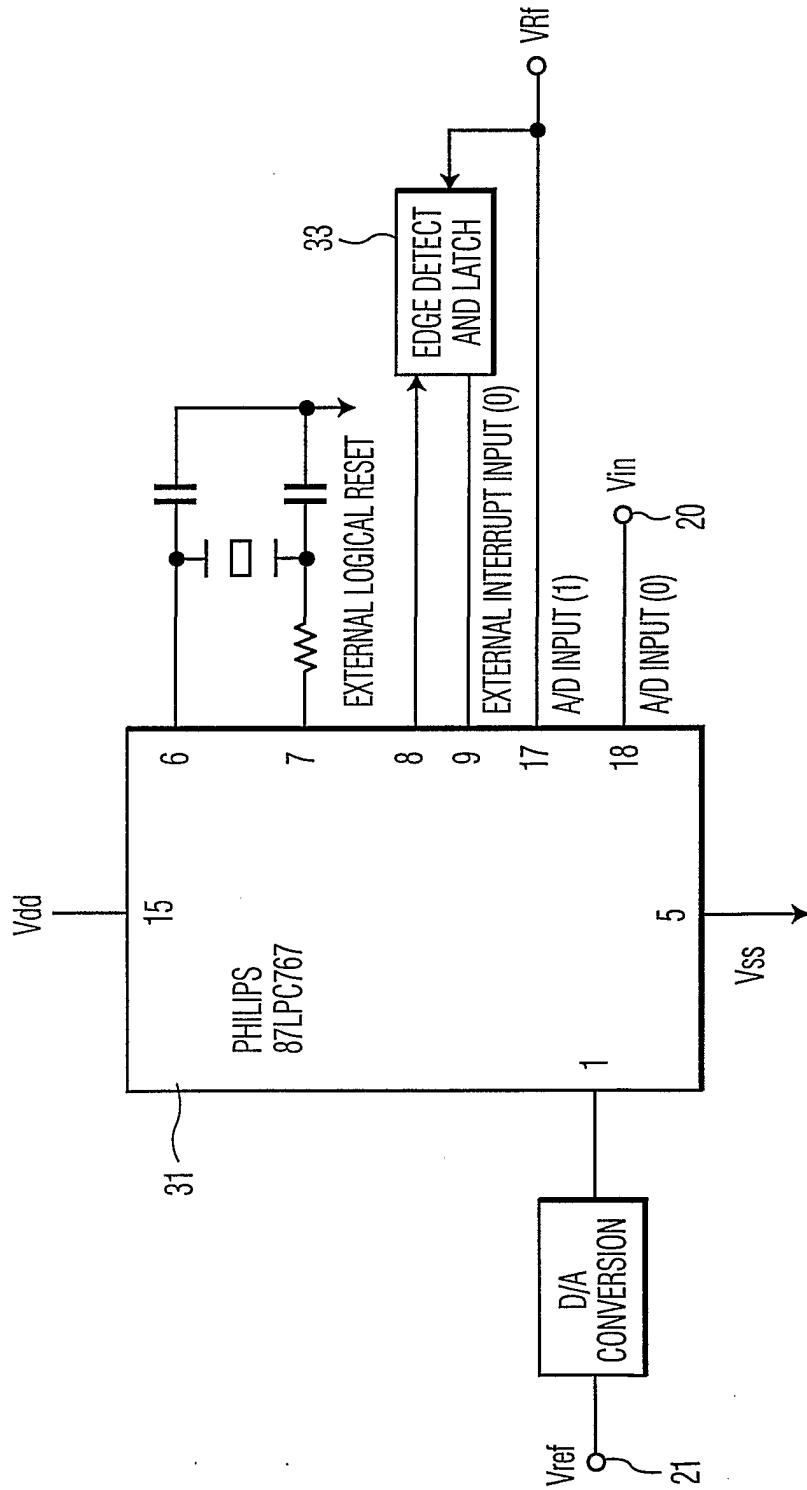 Vdd
15
PHILIPS
87LPC767
31
6
7
8
9
17
18
5
1
Vss
D/A
CONVERSION
Vref
21
EXTERNAL LOGICAL RESET
EXTERNAL INTERRUPT INPUT (0)
A/D INPUT (1)
A/D INPUT (0)
Vin
20
33
EDGE DETECT
AND LATCH
VRf